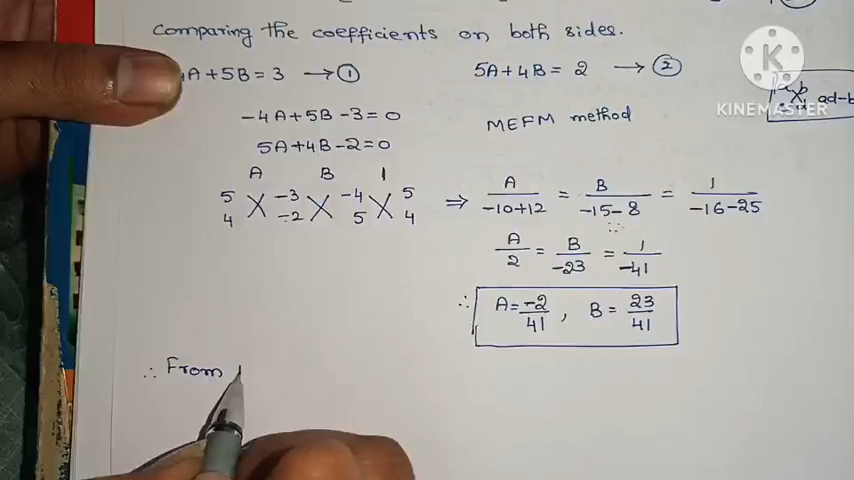 Comparing the coefficients on both sides.
4A+5B=3 → ① 5A+4B=2 → ②
-4A+5B-3=0 MEFM method
5A+4B-2=0
A B 1
5 -3 -4 5
4 -2 5 4
⇒ A/-10+12 = B/-15-8 = 1/-16-25
A/2 = B/-23 = 1/-41
∴ A=-2/41, B=23/41
∴ From
KINEMASTER
a b
ad-b